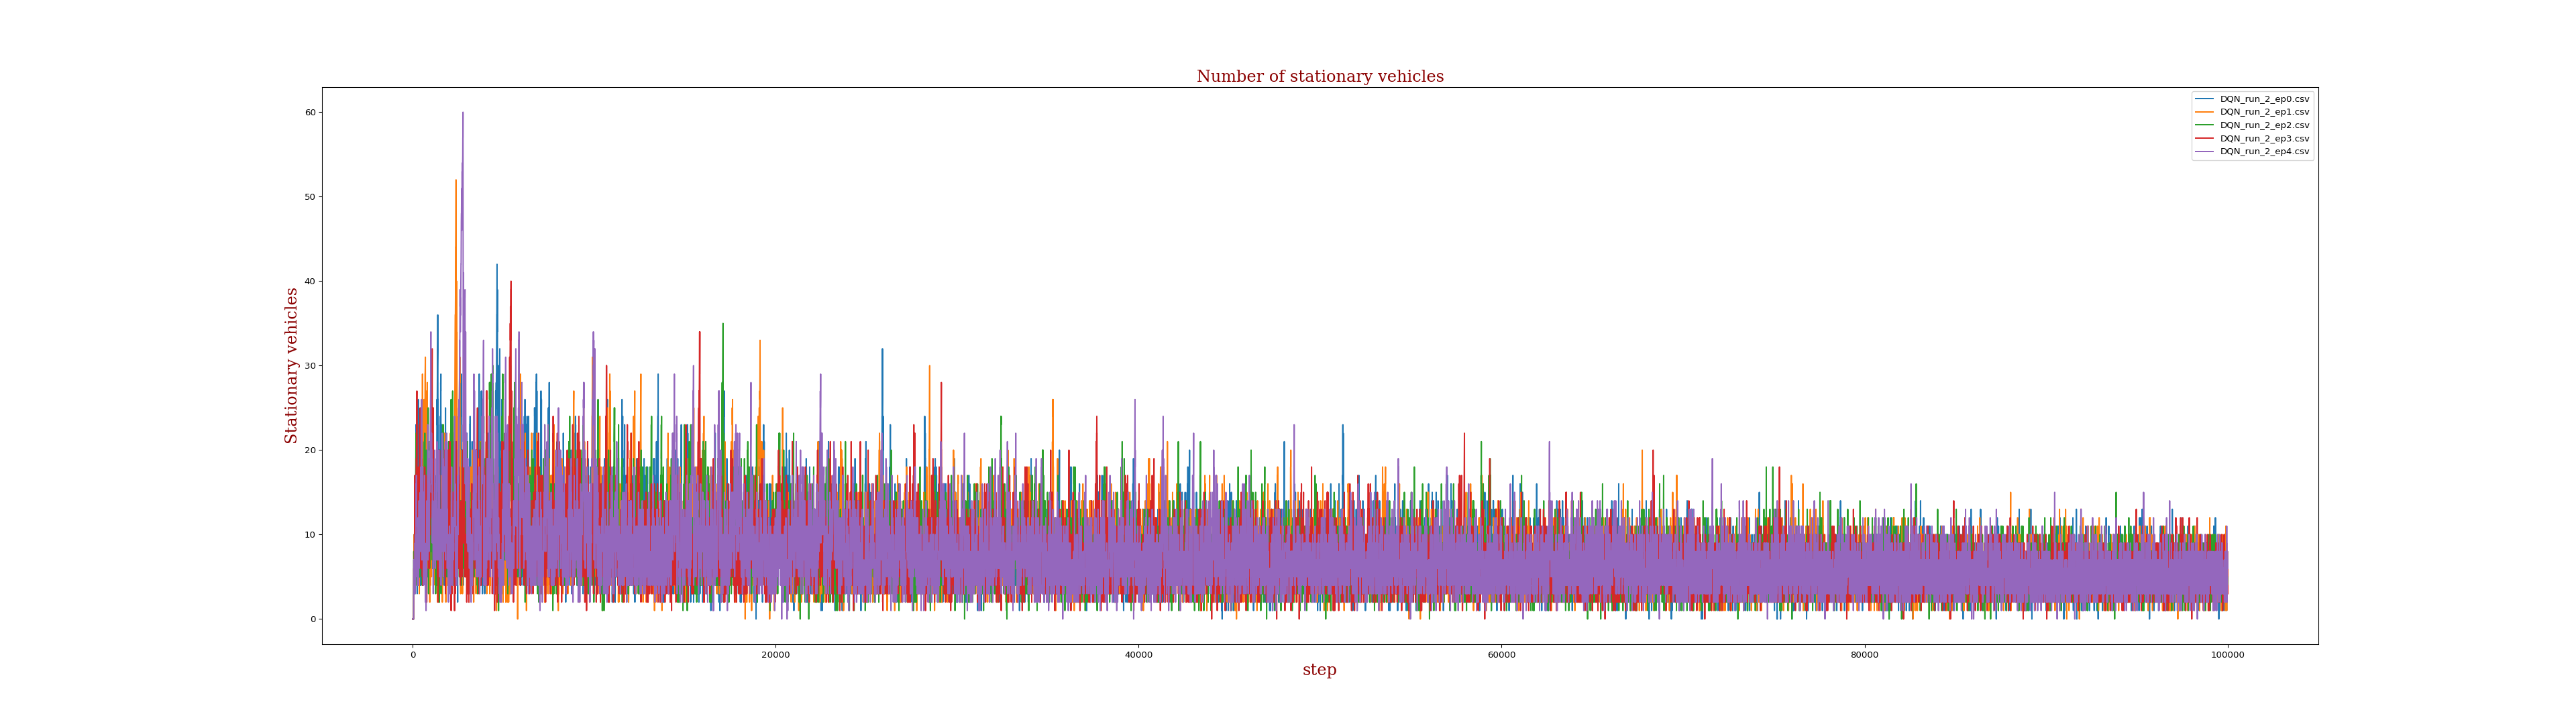 Number of stationary vehicles
DQN_run_2_ep0.csv
DQN_run_2_ep1.csv
DQN_run_2_ep2.csv
DQN_run_2_ep3.csv
DQN_run_2_ep4.csv
60
50
40
30
20
10
0
Stationary vehicles
0 20000 40000 60000 80000 100000
step